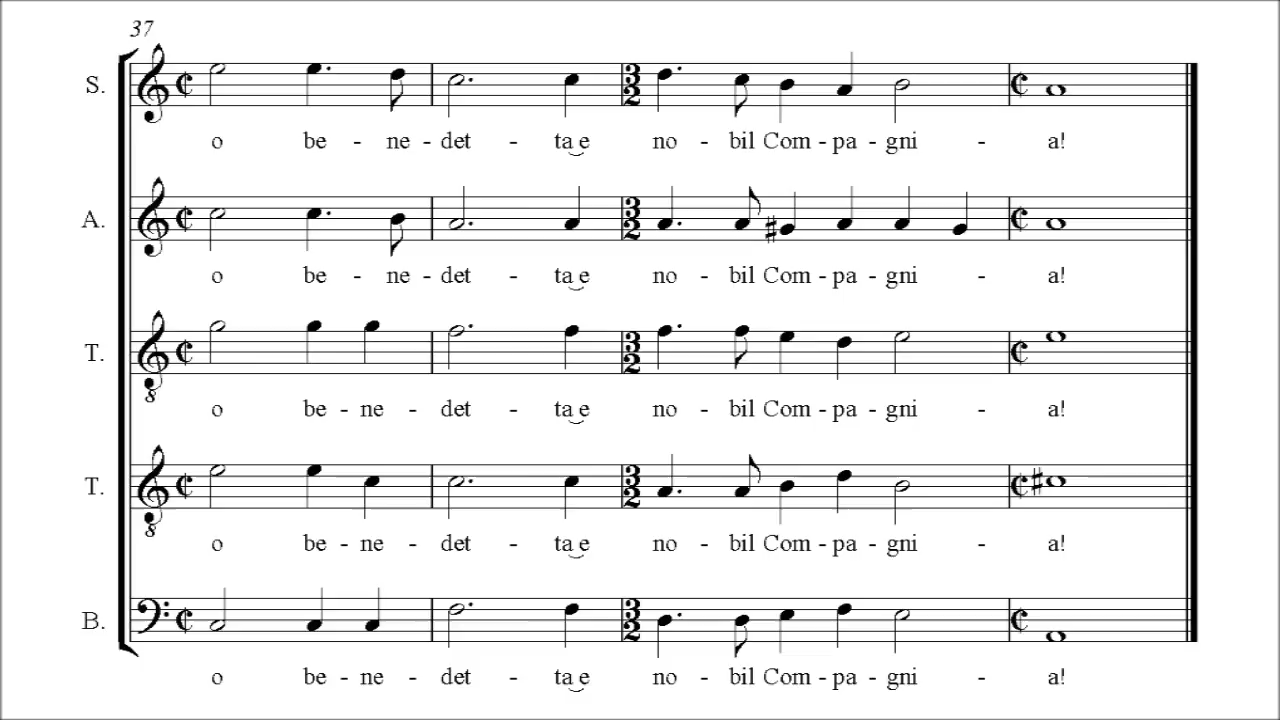 37
S.
o be - ne - det - ta e no - bil Com - pa - gni - a!
A.
o be - ne - det - ta e no - bil Com - pa - gni - a!
T.
8
o be - ne - det - ta e no - bil Com - pa - gni - a!
T.
8
o be - ne - det - ta e no - bil Com - pa - gni - a!
B.
o be - ne - det - ta e no - bil Com - pa - gni - a!